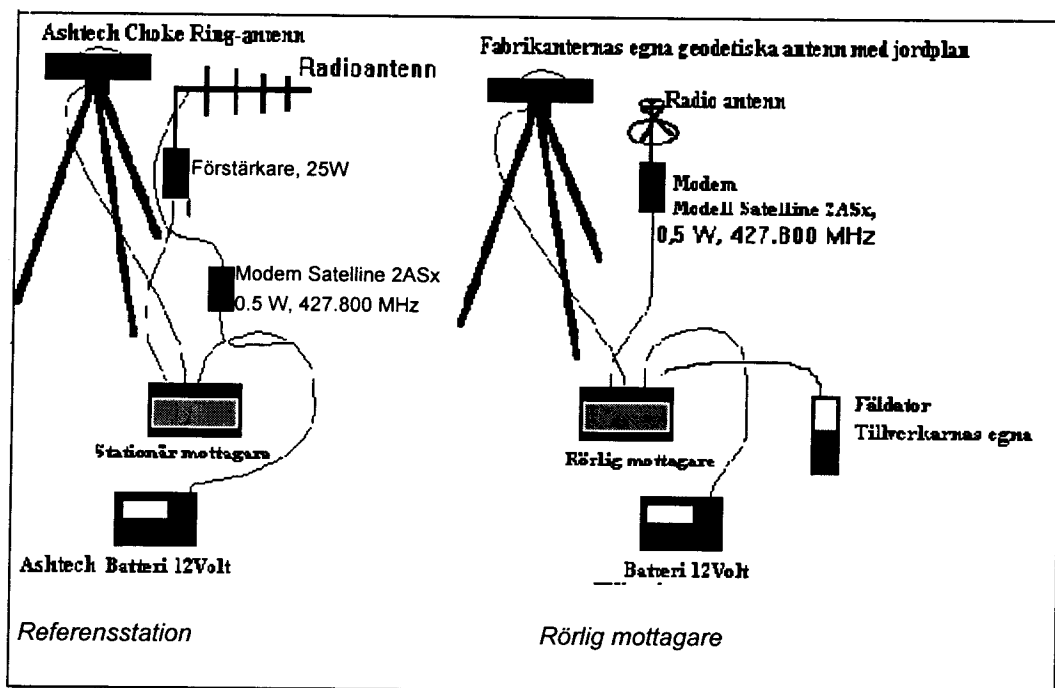 Ashtech Choke Ring-antenn
Radioantenn
Förstärkare, 25W
Modem Satelline 2ASx
0.5 W, 427.800 MHz
Stationär mottagare
Ashtech Batteri 12Volt
Referensstation
Fabrikanternas egna geodetiska antenn med jordplan
Radio antenn
Modem
Modell Satelline 2ASx,
0,5 W, 427.800 MHz
Fäldator
Tillverkarnas egna
Rörlig mottagare
Batteri 12Volt
Rörlig mottagare